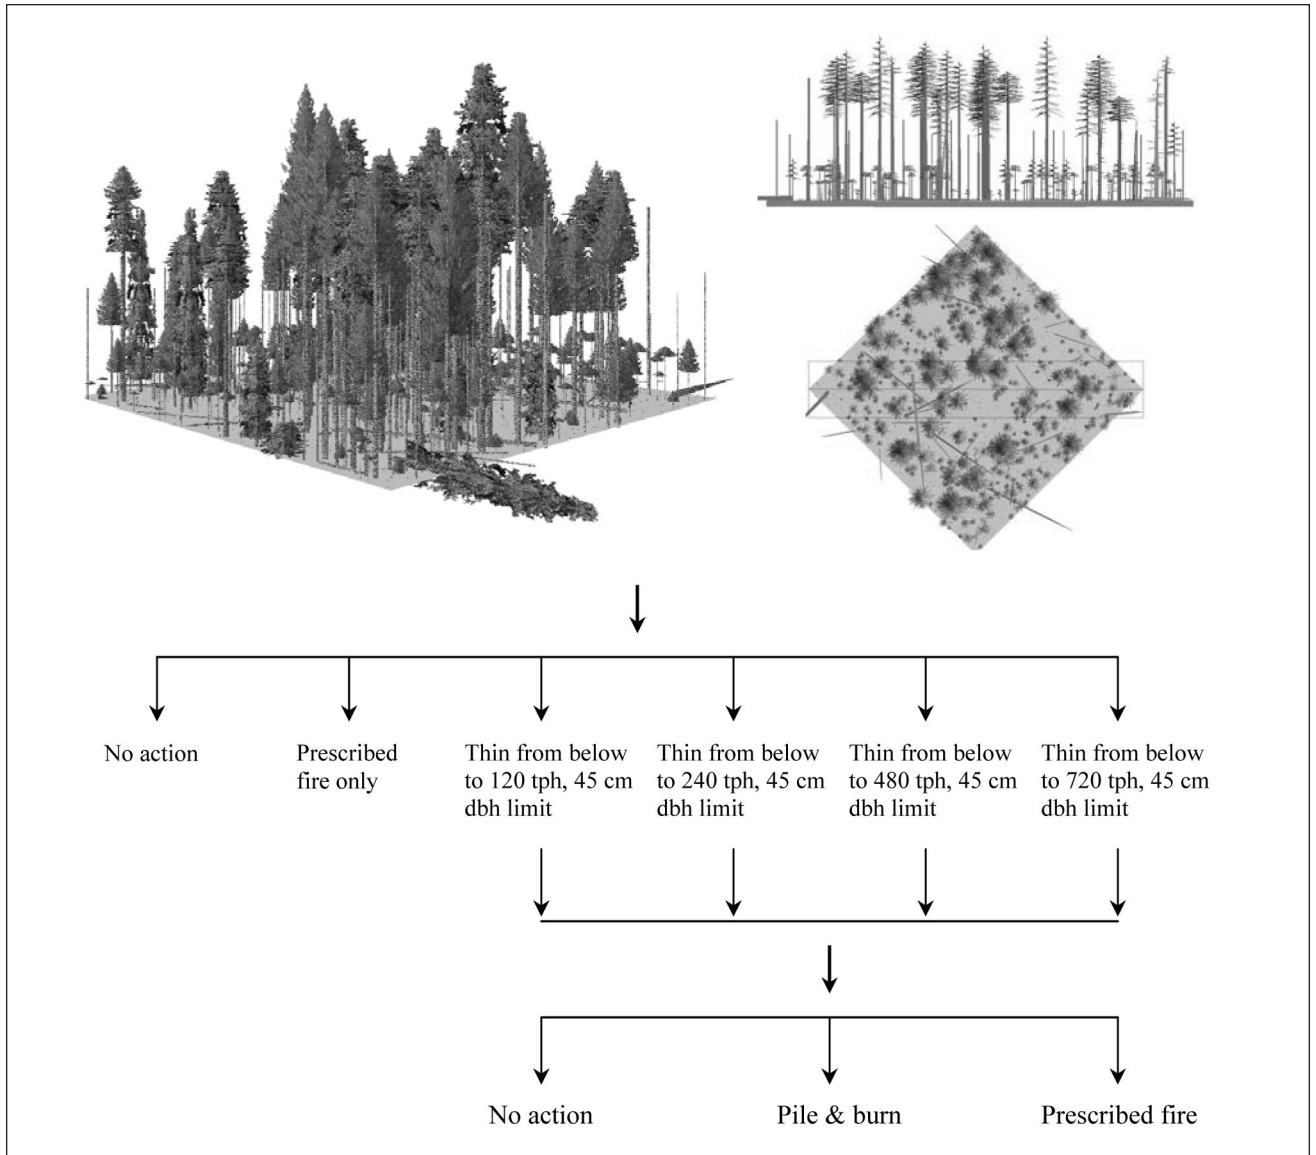 No action
Prescribed
fire only
Thin from below
to 120 tph, 45 cm
dbh limit
Thin from below
to 240 tph, 45 cm
dbh limit
Thin from below
to 480 tph, 45 cm
dbh limit
Thin from below
to 720 tph, 45 cm
dbh limit
No action
Pile & burn
Prescribed fire